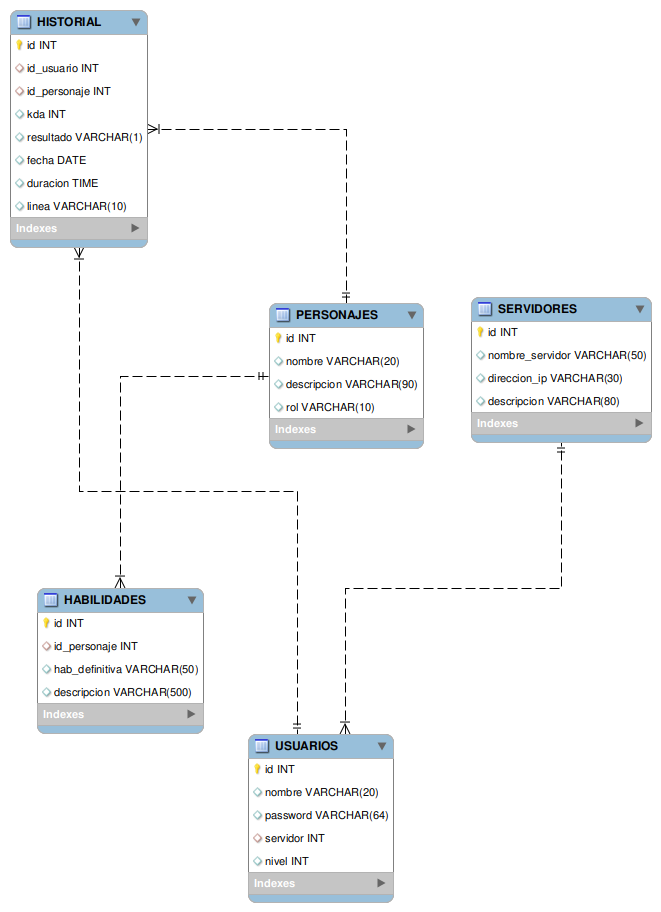 HISTORIAL
id INT
id_usuario INT
id_personaje INT
kda INT
resultado VARCHAR(1)
fecha DATE
duracion TIME
linea VARCHAR(10)
Indexes
PERSONAJES
id INT
nombre VARCHAR(20)
descripcion VARCHAR(90)
rol VARCHAR(10)
Indexes
SERVIDORES
id INT
nombre_servidor VARCHAR(50)
direccion_ip VARCHAR(30)
descripcion VARCHAR(80)
Indexes
HABILIDADES
id INT
id_personaje INT
hab_definitiva VARCHAR(50)
descripcion VARCHAR(500)
Indexes
USUARIOS
id INT
nombre VARCHAR(20)
password VARCHAR(64)
servidor INT
nivel INT
Indexes